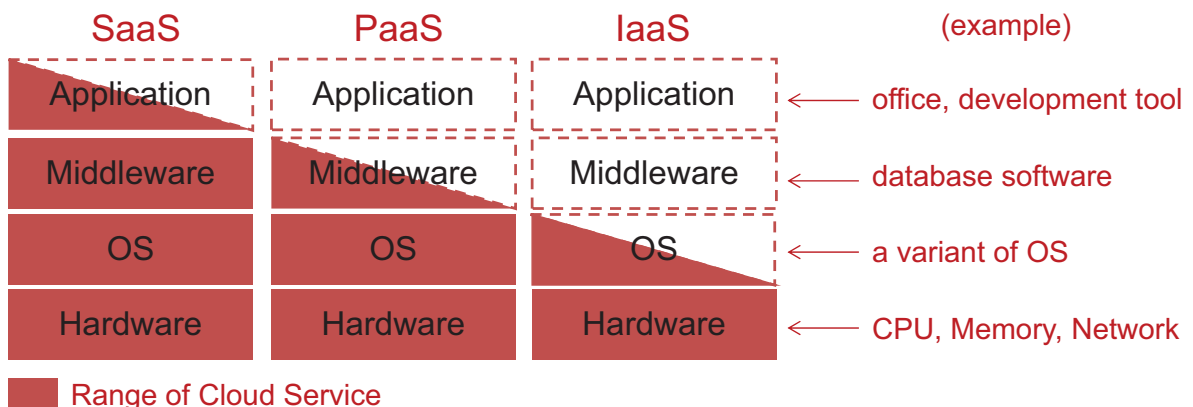 SaaS PaaS IaaS (example)
Application Application Application office, development tool
Middleware Middleware Middleware database software
OS OS OS a variant of OS
Hardware Hardware Hardware CPU, Memory, Network
Range of Cloud Service